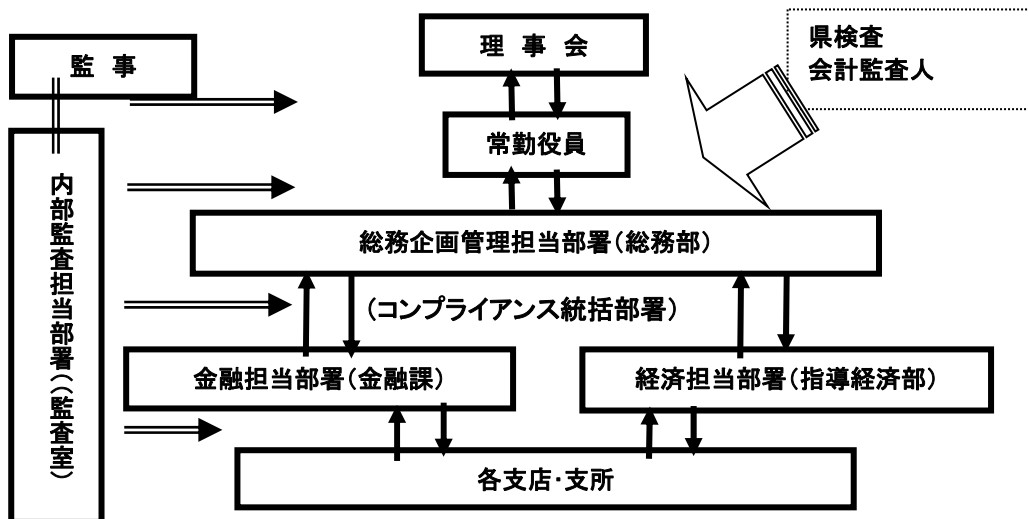 理 事 会
県検査
会計監査人
監 事
常勤役員
内部監査担当部署(（監査室）
総務企画管理担当部署（総務部）
（コンプライアンス統括部署）
金融担当部署（金融課）
経済担当部署（指導経済部）
各支店・支所